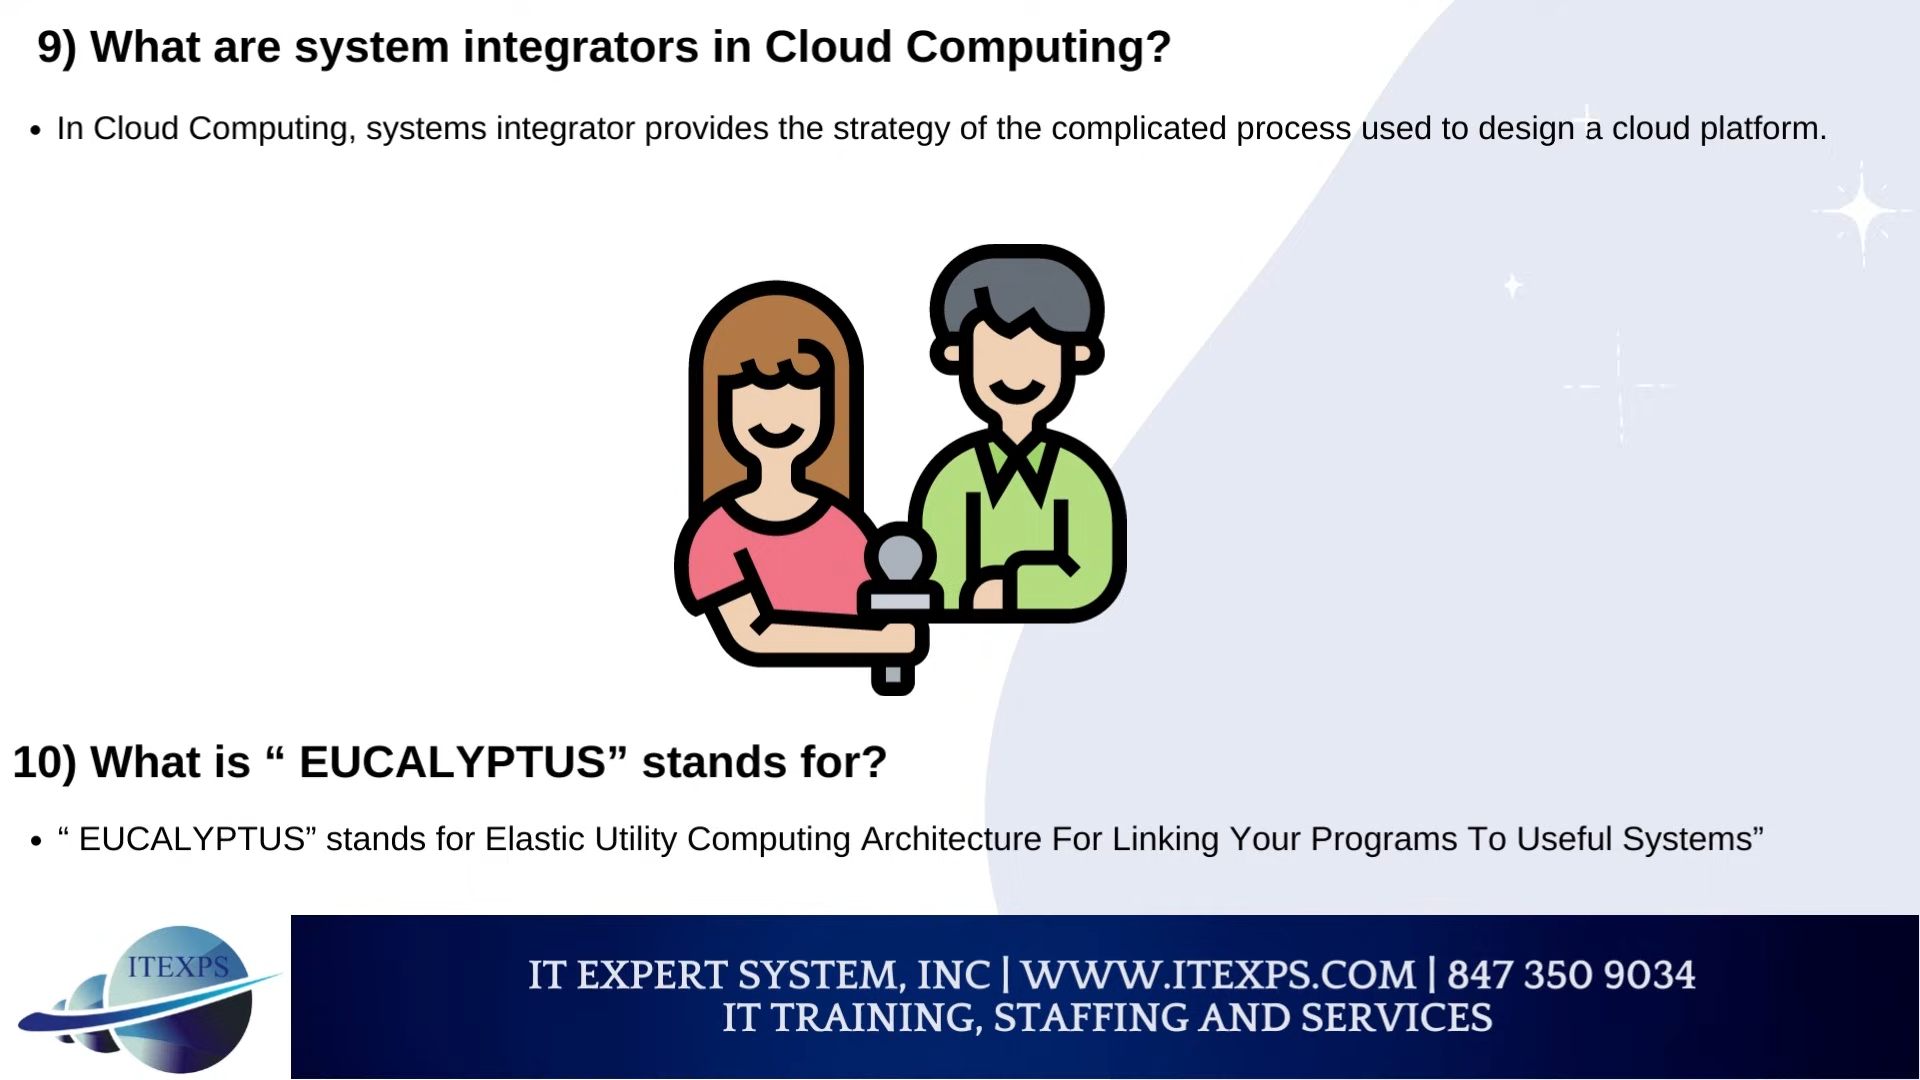 9) What are system integrators in Cloud Computing?
• In Cloud Computing, systems integrator provides the strategy of the complicated process used to design a cloud platform.
10) What is “ EUCALYPTUS” stands for?
• “ EUCALYPTUS” stands for Elastic Utility Computing Architecture For Linking Your Programs To Useful Systems”
ITEXPS
IT EXPERT SYSTEM, INC | WWW.ITEXPS.COM | 847 350 9034
IT TRAINING, STAFFING AND SERVICES